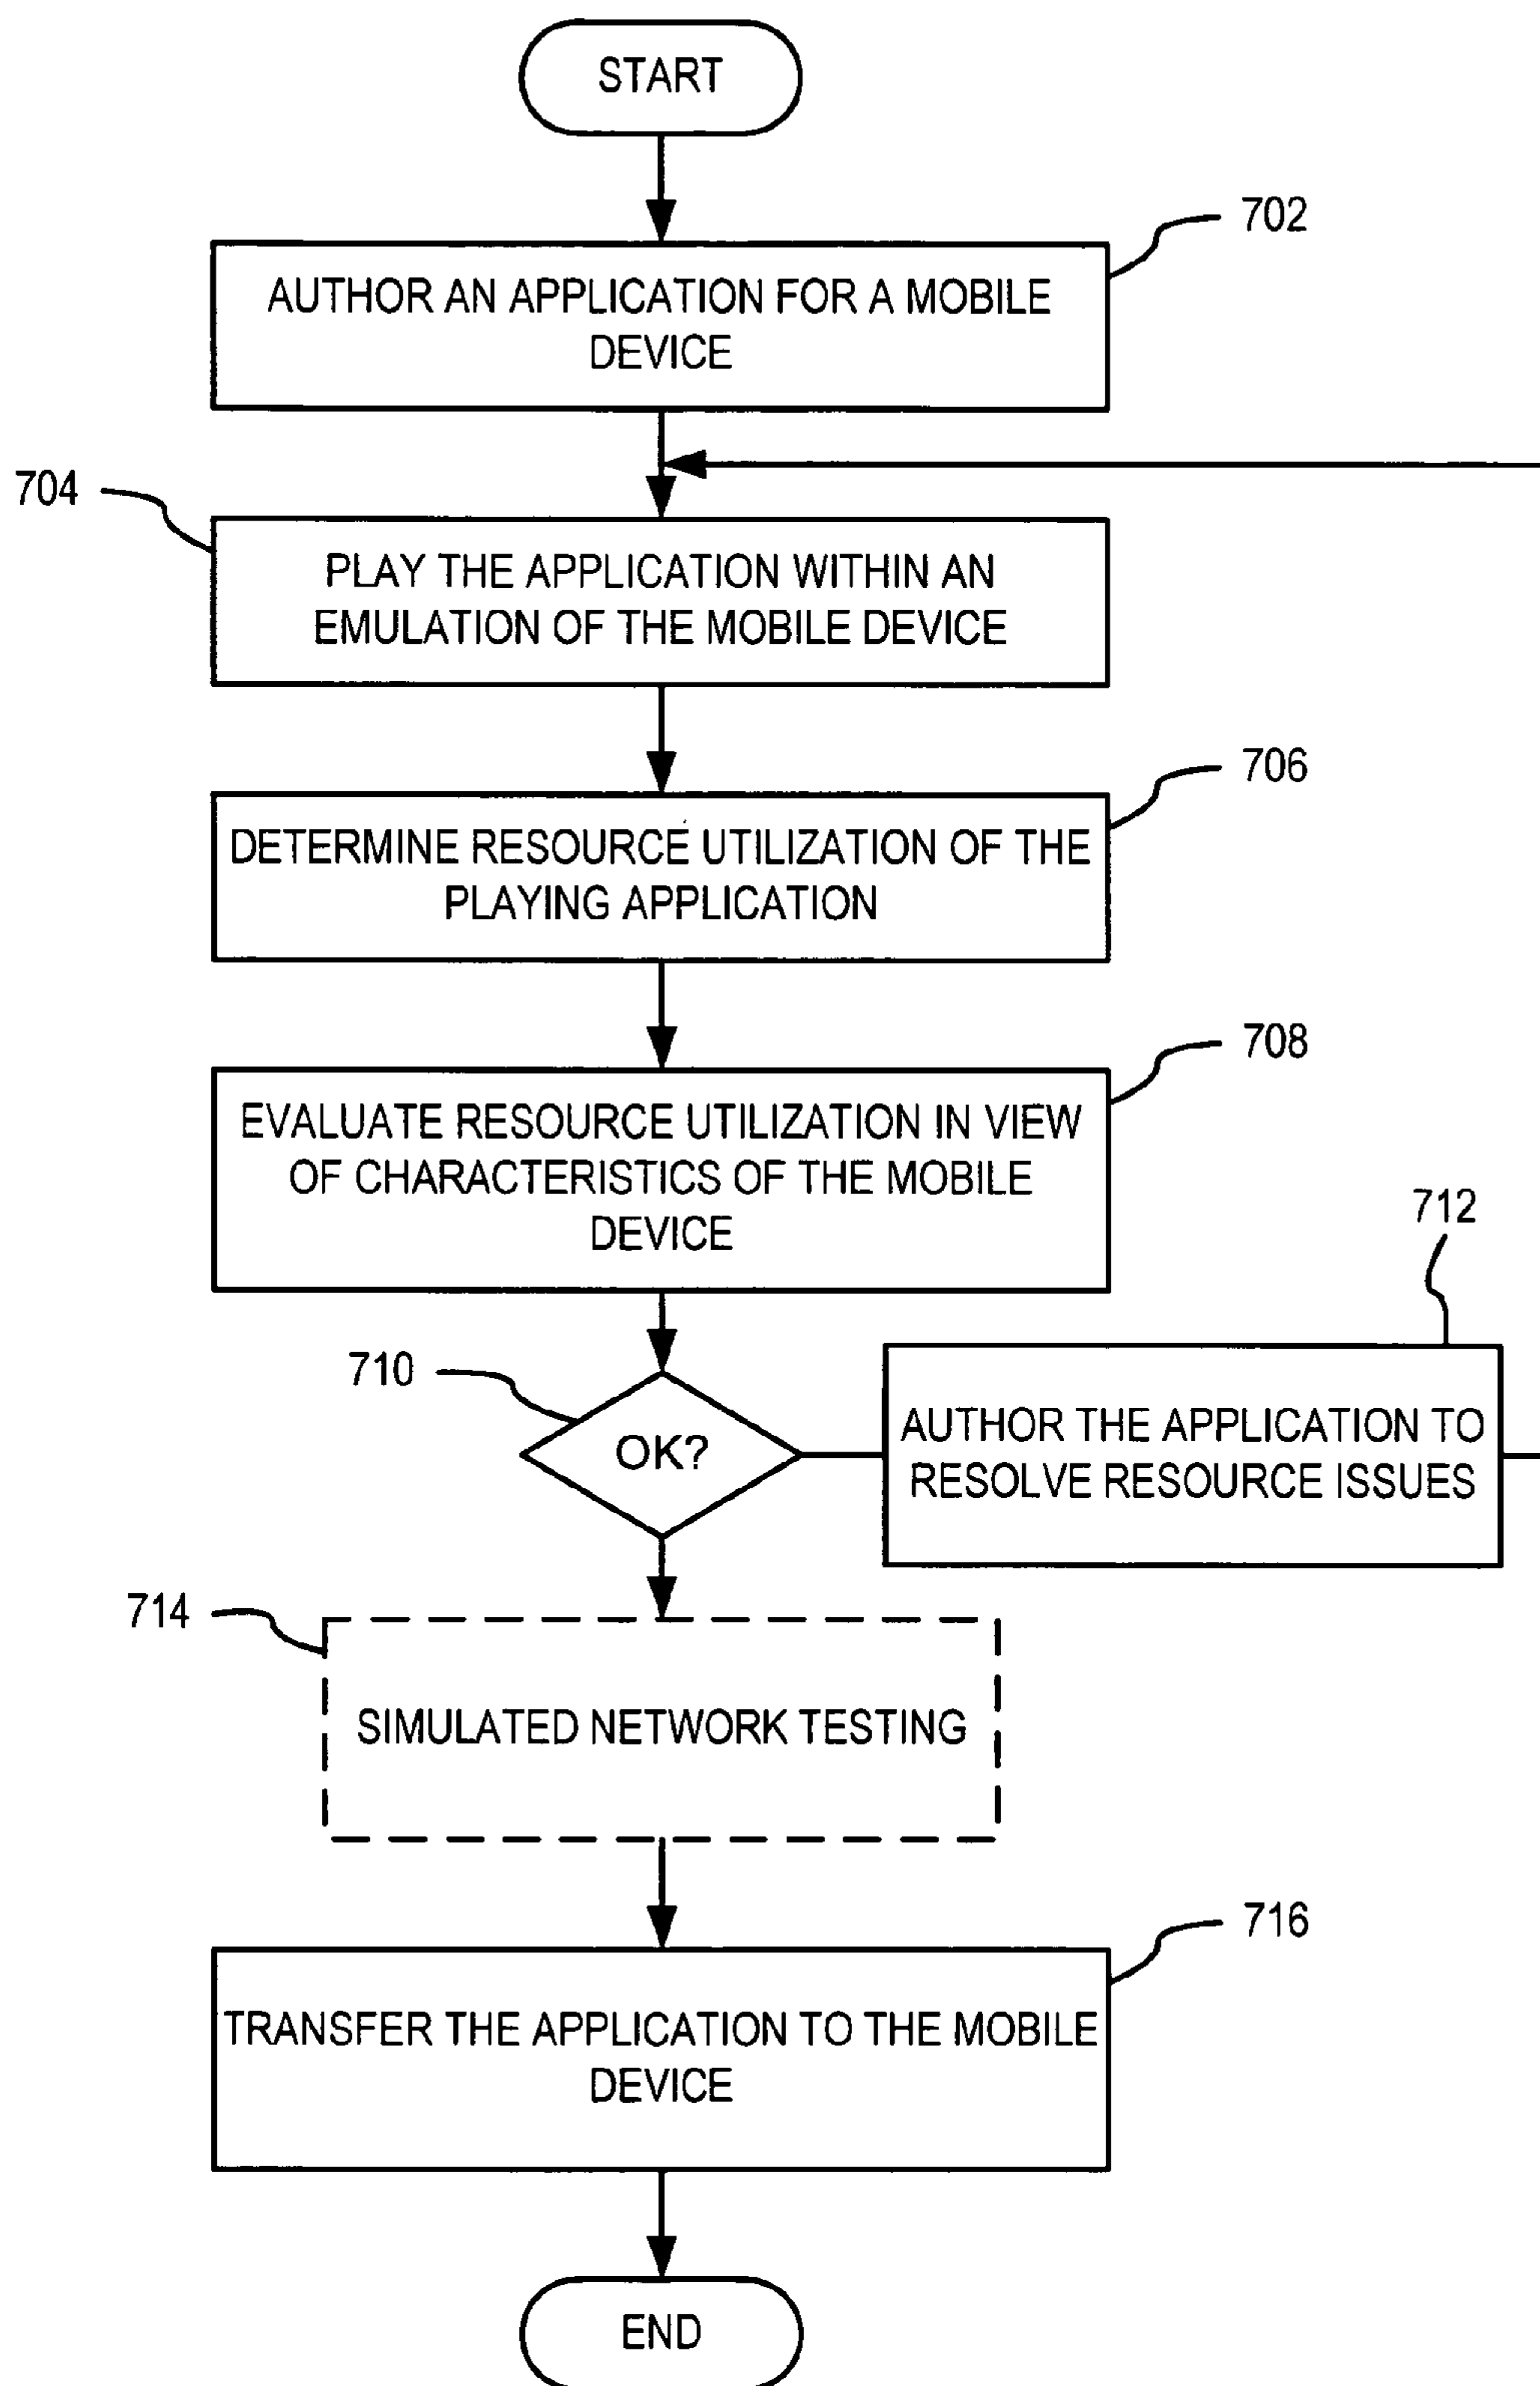 START
702
AUTHOR AN APPLICATION FOR A MOBILE
DEVICE
704
PLAY THE APPLICATION WITHIN AN
EMULATION OF THE MOBILE DEVICE
706
DETERMINE RESOURCE UTILIZATION OF THE
PLAYING APPLICATION
708
EVALUATE RESOURCE UTILIZATION IN VIEW
OF CHARACTERISTICS OF THE MOBILE
DEVICE
710
OK?
712
AUTHOR THE APPLICATION TO
RESOLVE RESOURCE ISSUES
714
SIMULATED NETWORK TESTING
716
TRANSFER THE APPLICATION TO THE MOBILE
DEVICE
END